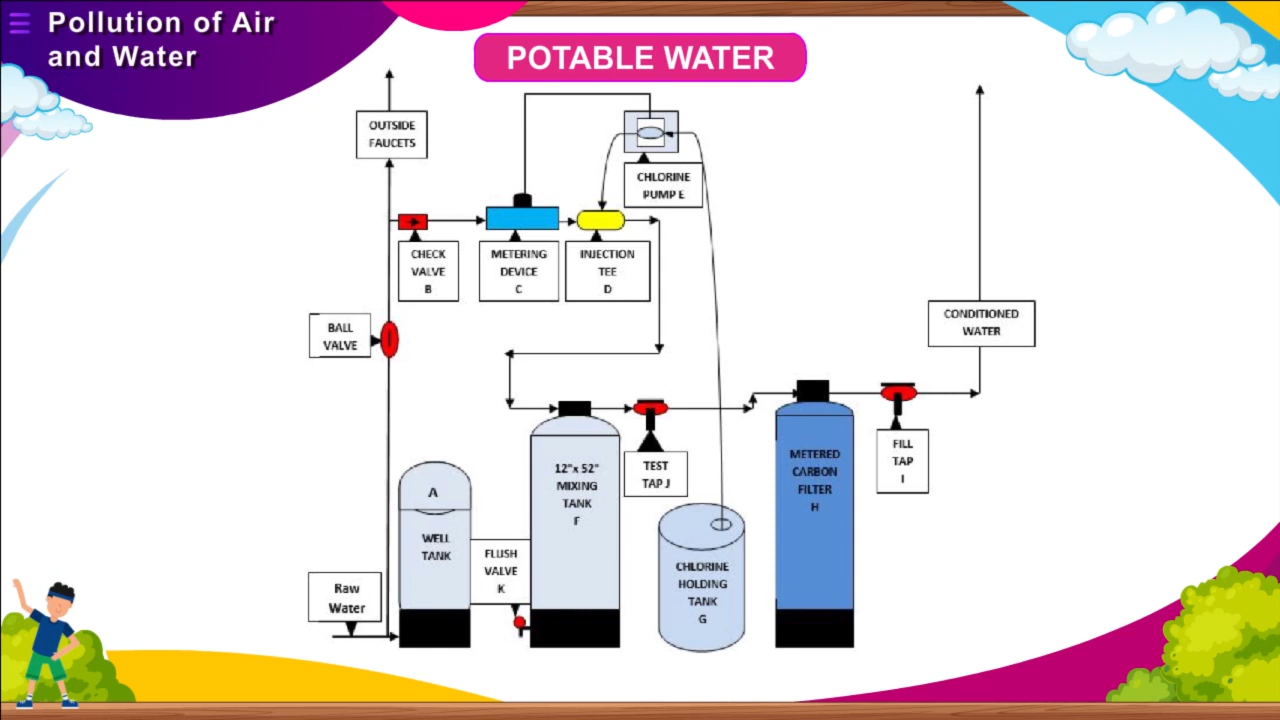 Pollution of Air
and Water
POTABLE WATER
OUTSIDE
FAUCETS
CHLORINE
PUMP E
CHECK
VALVE
B
METERING
DEVICE
C
INJECTION
TEE
D
BALL
VALVE
CONDITIONED
WATER
12"x 52"
MIXING
TANK
F
TEST
TAP J
METERED
CARBON
FILTER
H
FILL
TAP
I
A
WELL
TANK
FLUSH
VALVE
K
CHLORINE
HOLDING
TANK
G
Raw
Water